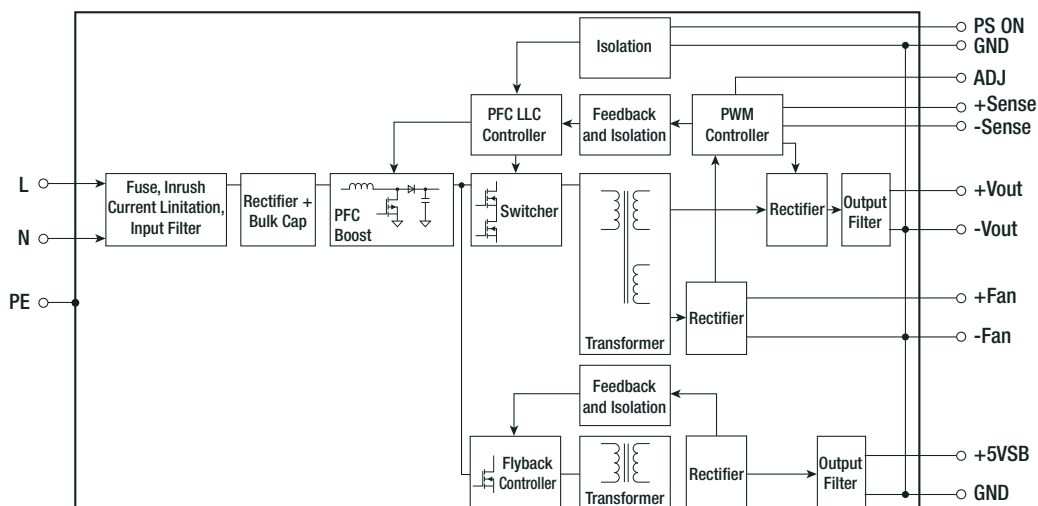 PS ON
Isolation
GND
ADJ
PFC LLC
Controller
Feedback
and Isolation
PWM
Controller
+Sense
-Sense
L
N
Fuse, Inrush
Current Linitation,
Input Filter
Rectifier +
Bulk Cap
PFC
Boost
Switcher
Rectifier
Output
Filter
+Vout
-Vout
PE
Transformer
Rectifier
+Fan
-Fan
Feedback
and Isolation
Flyback
Controller
Transformer
Rectifier
Output
Filter
+5VSB
GND